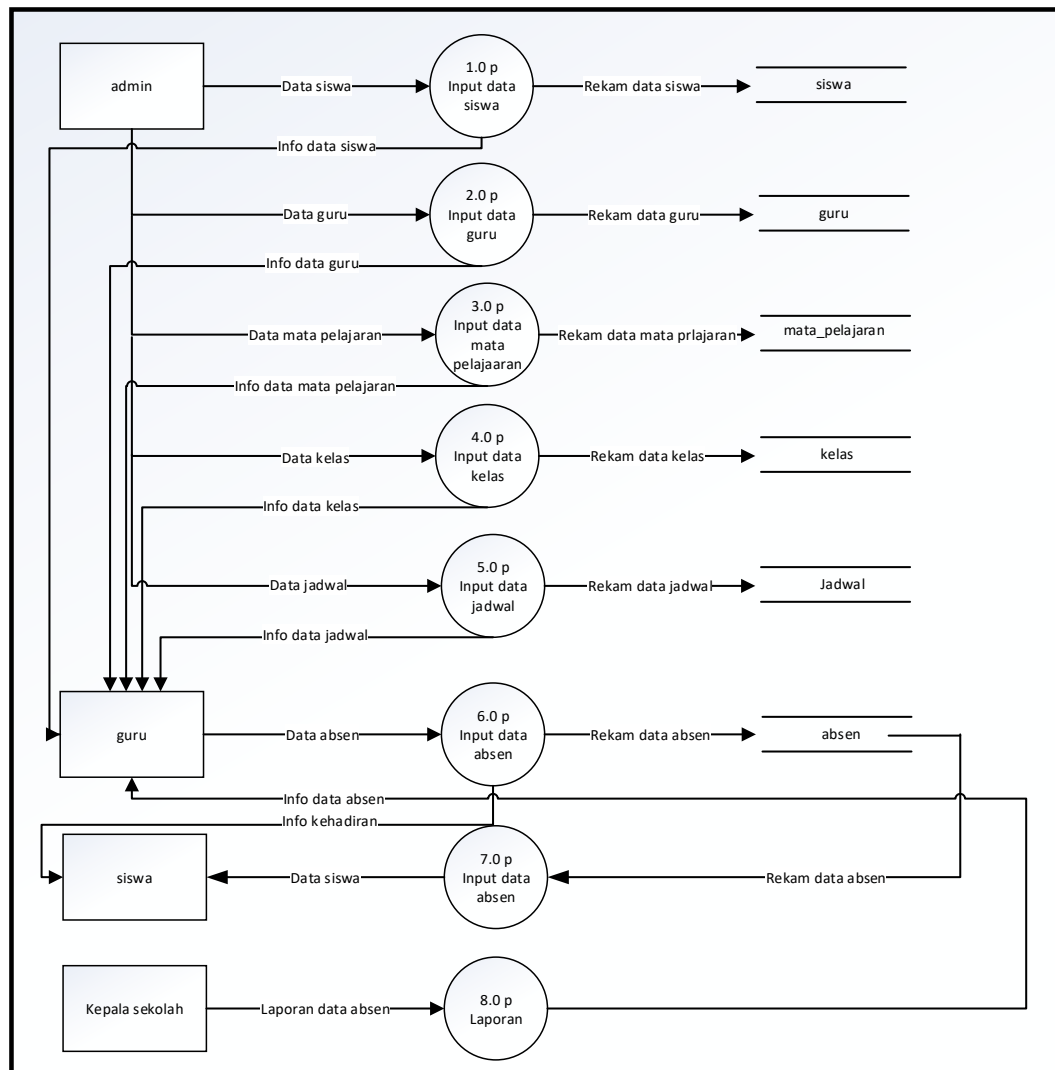 admin
Data siswa
1.0 p
Input data
siswa
Rekam data siswa
siswa
Info data siswa
Data guru
2.0 p
Input data
guru
Rekam data guru
guru
Info data guru
Data mata pelajaran
3.0 p
Input data
mata
pelajaaran
Rekam data mata prlajaran
mata_pelajaran
Info data mata pelajaran
Data kelas
4.0 p
Input data
kelas
Rekam data kelas
kelas
Info data kelas
Data jadwal
5.0 p
Input data
jadwal
Rekam data jadwal
Jadwal
Info data jadwal
guru
Data absen
6.0 p
Input data
absen
Rekam data absen
absen
Info data absen
Info kehadiran
siswa
Data siswa
7.0 p
Input data
absen
Rekam data absen
Kepala sekolah
Laporan data absen
8.0 p
Laporan